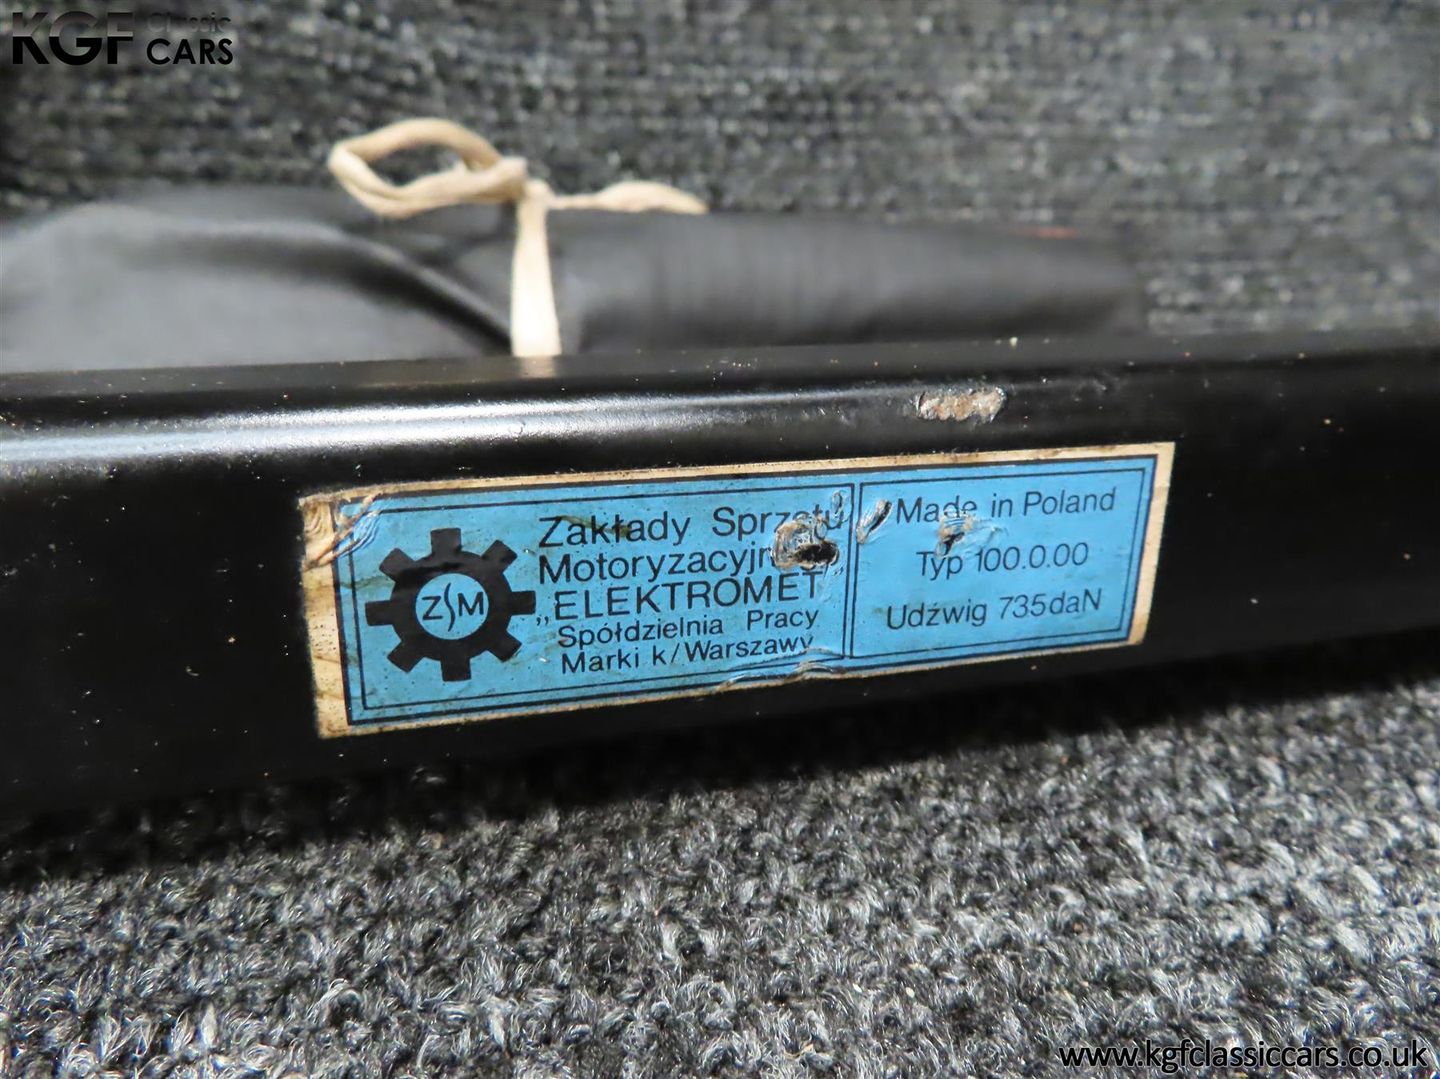 KGF Classic
CARS
ZSM
Zakłady Sprzętu
Motoryzacyjnego
„ELEKTROMET"
Spółdzielnia Pracy
Marki k/Warszawy
Made in Poland
Typ 100.0.00
Udźwig 735daN
www.kgfclassiccars.co.uk